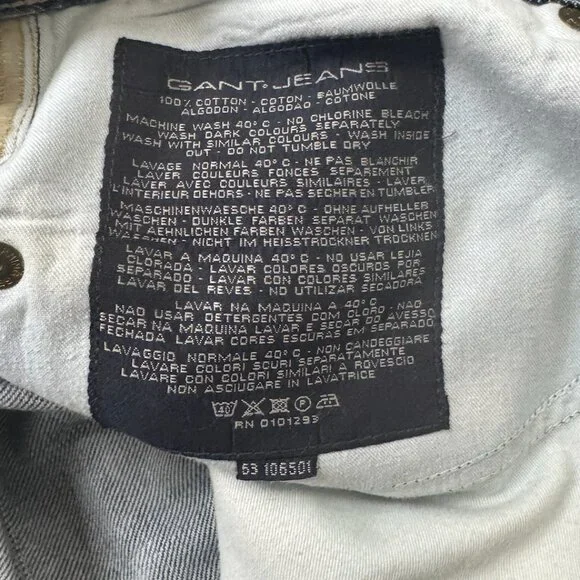 GANT·JEANS
100% COTTON - COTON - BAUMWOLLE
ALGODON - ALGODAO - COTONE
MACHINE WASH 40°C - NO CHLORINE BLEACH
WASH DARK COLOURS SEPARATELY
WASH WITH SIMILAR COLOURS - WASH INSIDE
OUT - DO NOT TUMBLE DRY
LAVAGE NORMAL 40°C - NE PAS BLANCHIR
LAVER COULEURS FONCES SEPAREMENT
LAVER AVEC COULEURS SIMILAIRES - LAVER
L'INTERIEUR DEHORS - NE PAS SECHER EN TUMBLER
MASCHINENWAESCHE 40°C - OHNE AUFHELLER
WASCHEN - DUNKLE FARBEN SEPARAT WASCHEN
MIT AEHNLICHEN FARBEN WASCHEN - VON LINKS
WASCHEN - NICHT IM HEISSTROCKNER TROCKNEN
LAVAR A MAQUINA 40°C - NO USAR LEJIA
CLORADA - LAVAR COLORES OSCUROS POR
SEPARADO - LAVAR CON COLORES SIMILARES
LAVAR DEL REVES - NO UTILIZAR SECADORA
LAVAR NA MAQUINA A 40°C
NAO USAR DETERGENTES COM CLORO - NAO
SECAR NA MAQUINA LAVAR E SECAR DO AVESSO
FECHADA LAVAR CORES ESCURAS EM SEPARADO
LAVAGGIO NORMALE 40°C - NON CANDEGGIARE
LAVARE COLORI SCURI SEPARATAMENTE
LAVARE CON COLORI SIMILARI A ROVESCIO
NON ASCIUGARE IN LAVATRICE
40 P
RN 0101293
53 106501